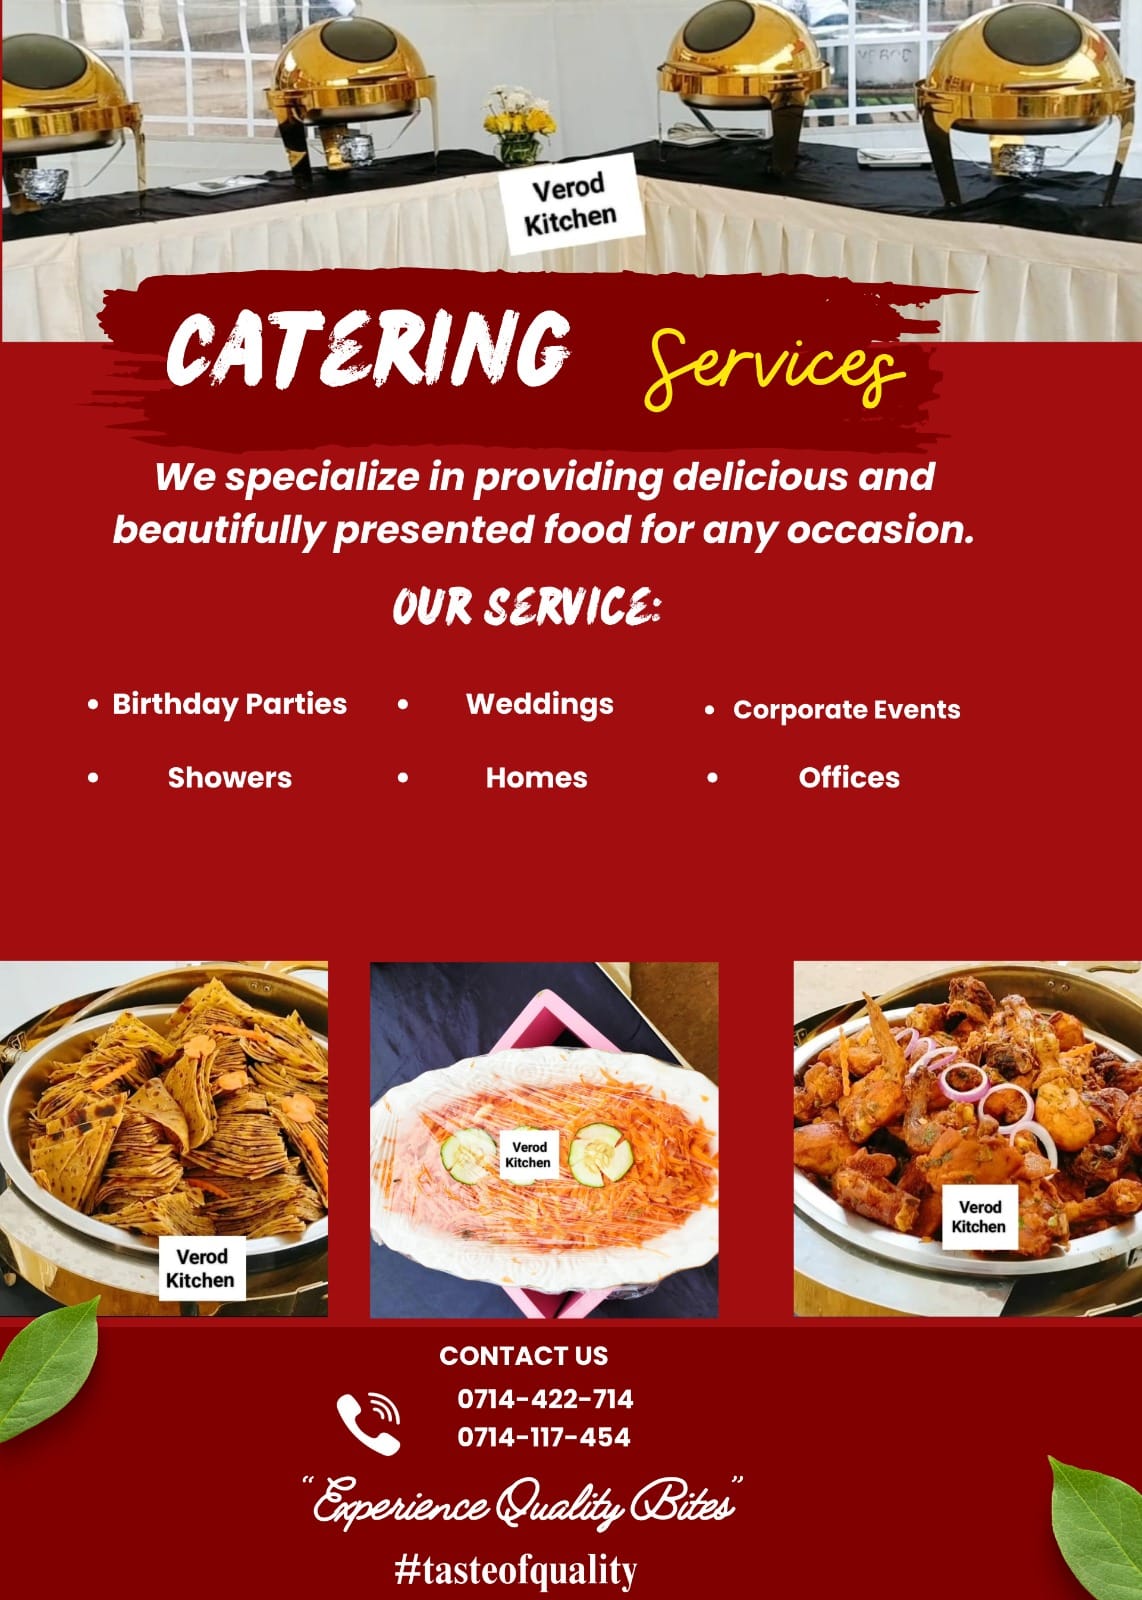 Verod
Kitchen
CATERING Services
We specialize in providing delicious and
beautifully presented food for any occasion.
OUR SERVICE:
• Birthday Parties • Weddings • Corporate Events
• Showers • Homes • Offices
Verod
Kitchen
Verod
Kitchen
Verod
Kitchen
CONTACT US
0714-422-714
0714-117-454
"Experience Quality Bites"
#tasteofquality